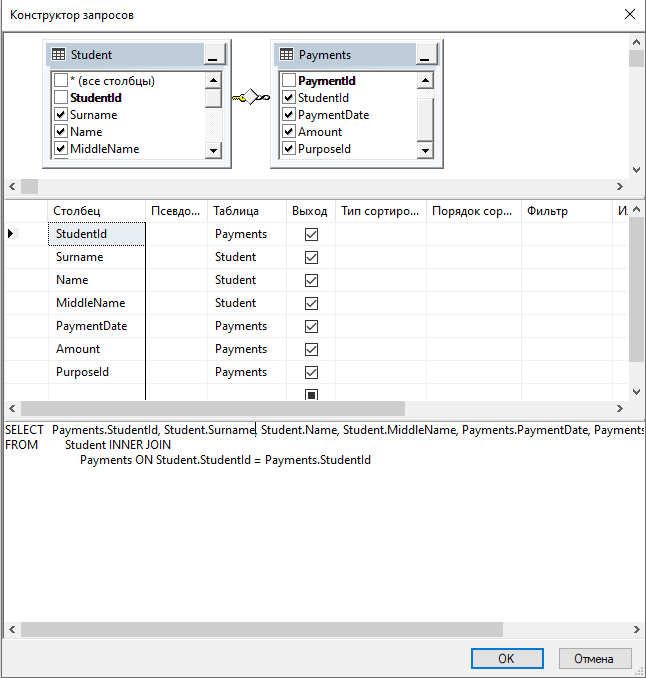 Конструктор запросов
Student
* (все столбцы)
StudentId
Surname
Name
MiddleName
Payments
PaymentId
StudentId
PaymentDate
Amount
PurposeId
Столбец Псевдо... Таблица Выход Тип сортиро... Порядок сор... Фильтр
StudentId Payments
Surname Student
Name Student
MiddleName Student
PaymentDate Payments
Amount Payments
PurposeId Payments
SELECT Payments.StudentId, Student.Surname, Student.Name, Student.MiddleName, Payments.PaymentDate, Payments
FROM Student INNER JOIN
Payments ON Student.StudentId = Payments.StudentId
OK Отмена